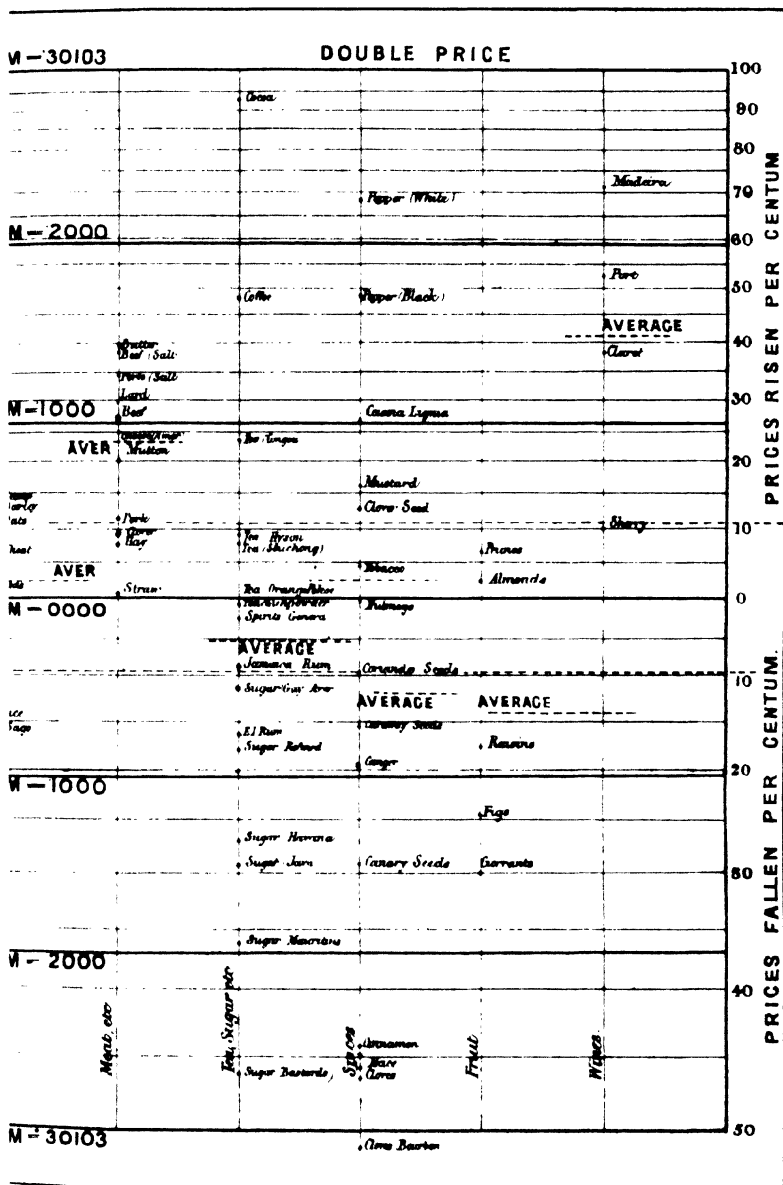 M-30103 DOUBLE PRICE
100
Cocoa
90
80
Madeira
Pepper (White)
70
M-2000
60
Port
50
Coffee Pepper (Black)
AVERAGE
40
Butter
Claret
Beef (Salt
Pork (Salt
Lard
30
M-1000 Beef Cassia Lignea
AVER Mutton
20
Mustard
Clover Seed
Pork
Sherry
10
Hay
Tea Hyson
Tea (Souchong)
Prunes
Tobacco
AVER
Almonds
Straw
Tea Orange Pekoe
0
M-0000
Nutmegs
Spirits Geneva
AVERAGE
Jamaica Rum
10
AVERAGE AVERAGE
E I Rum
Sugar Refined
Raisins
Ginger
20
M-1000
Figs
Sugar Havana
Sugar Java Canary Seeds Currants
30
Sugar Mauritius
M-2000
40
Meat, etc
Tea, Sugar etc
Spices
Fruit
Wines
Cinnamon
Mace
Cloves
Sugar Bastards
50
M-30103
Cloves Bourbon
PRICES RISEN PER CENTUM
PRICES FALLEN PER CENTUM.